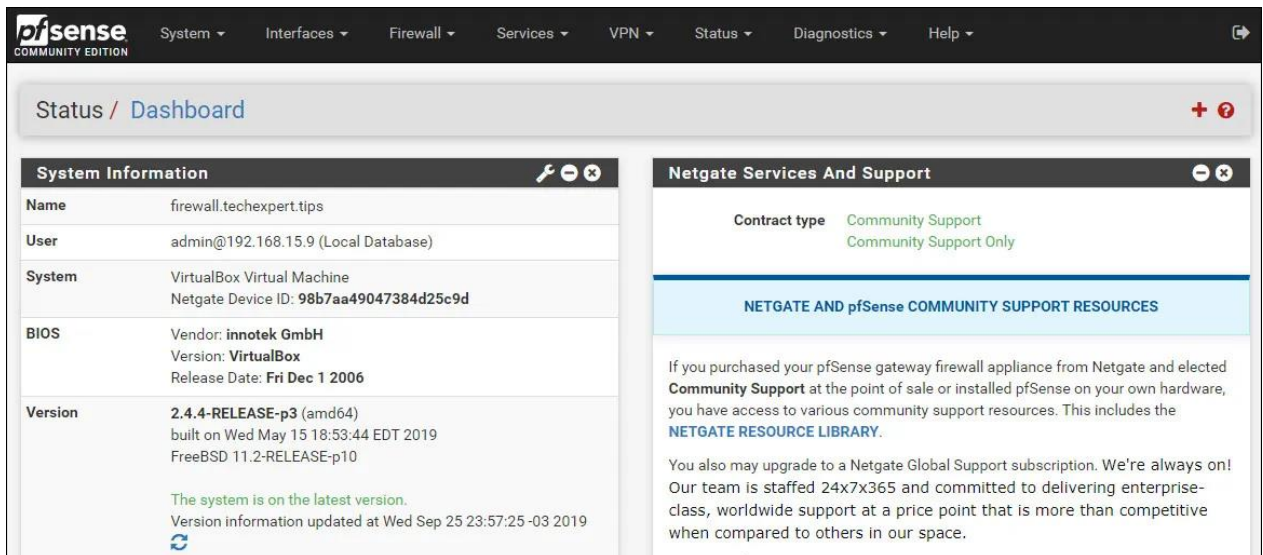 pfsense
COMMUNITY EDITION
System Interfaces Firewall Services VPN Status Diagnostics Help
Status / Dashboard
System Information
Name firewall.techexpert.tips
User admin@192.168.15.9 (Local Database)
System VirtualBox Virtual Machine
Netgate Device ID: 98b7aa49047384d25c9d
BIOS Vendor: innotek GmbH
Version: VirtualBox
Release Date: Fri Dec 1 2006
Version 2.4.4-RELEASE-p3 (amd64)
built on Wed May 15 18:53:44 EDT 2019
FreeBSD 11.2-RELEASE-p10
The system is on the latest version.
Version information updated at Wed Sep 25 23:57:25 -03 2019
Netgate Services And Support
Contract type Community Support
Community Support Only
NETGATE AND pfSense COMMUNITY SUPPORT RESOURCES
If you purchased your pfSense gateway firewall appliance from Netgate and elected
Community Support at the point of sale or installed pfSense on your own hardware,
you have access to various community support resources. This includes the
NETGATE RESOURCE LIBRARY.
You also may upgrade to a Netgate Global Support subscription. We're always on!
Our team is staffed 24x7x365 and committed to delivering enterprise-
class, worldwide support at a price point that is more than competitive
when compared to others in our space.